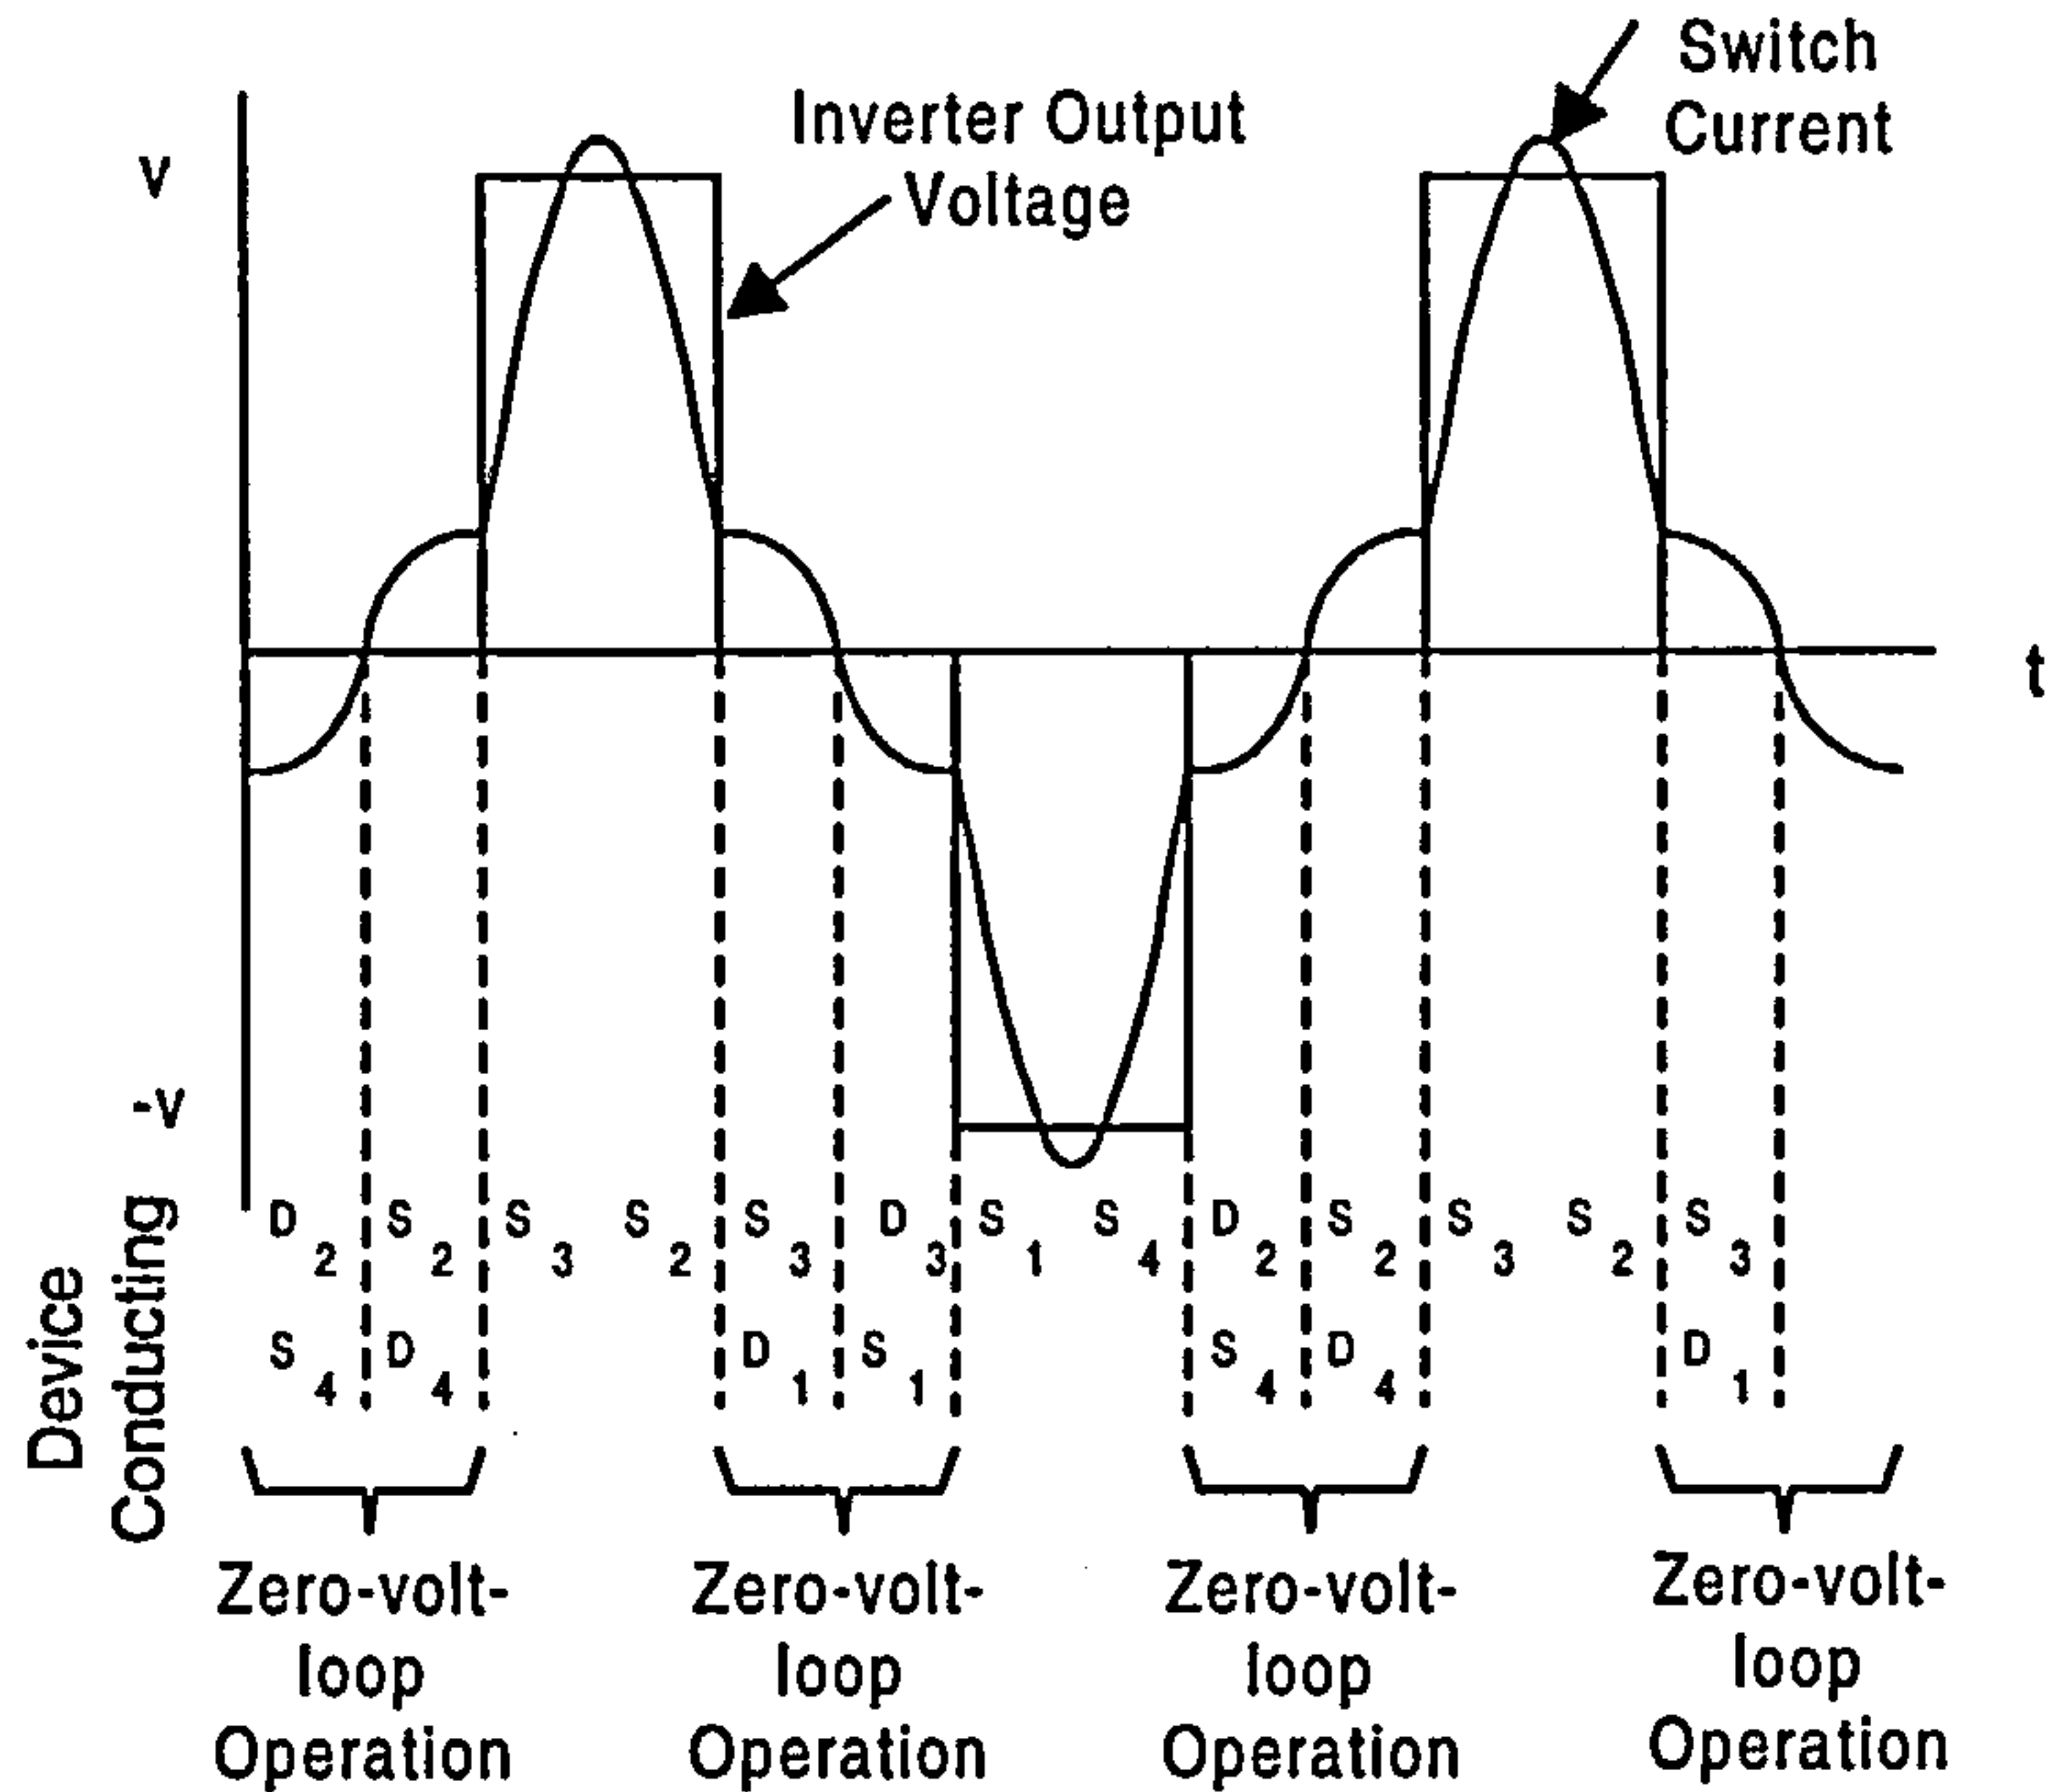 Switch
Current
Inverter Output
Voltage
v
t
-v
Device
Conducting
D2 S2 S3 S2 S3 D3 S1 S4 D2 S2 S3 S2 S3
S4 D4 D1 S1 S4 D4 D1
Zero-volt-
loop
Operation
Zero-volt-
loop
Operation
Zero-volt-
loop
Operation
Zero-volt-
loop
Operation